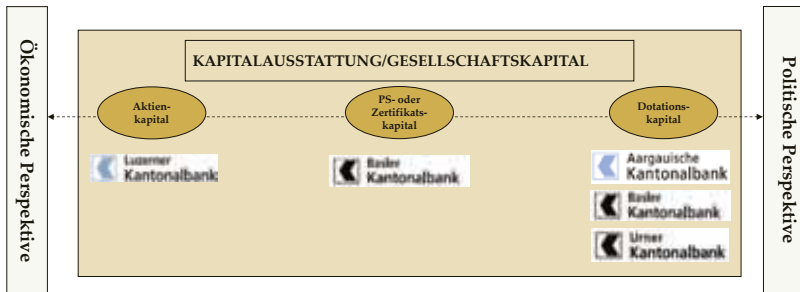 Ökonomische Perspektive
KAPITALAUSSTATTUNG/GESELLSCHAFTSKAPITAL
Aktien-
kapital
PS- oder
Zertifikats-
kapital
Dotations-
kapital
Luzerner
Kantonalbank
Basler
Kantonalbank
Aargauische
Kantonalbank
Basler
Kantonalbank
Urner
Kantonalbank
Politische Perspektive